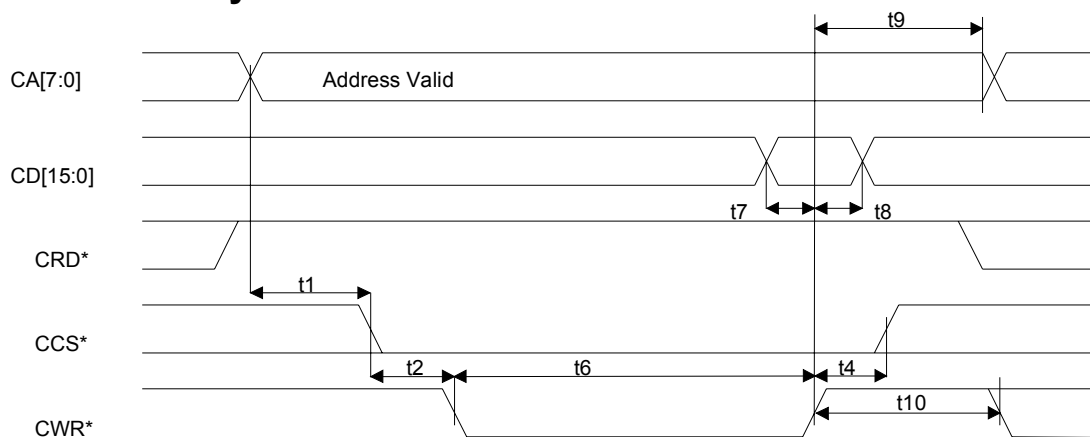 t9
CA[7:0]
Address Valid
CD[15:0]
t7
t8
CRD*
t1
CCS*
t2
t6
t4
t10
CWR*